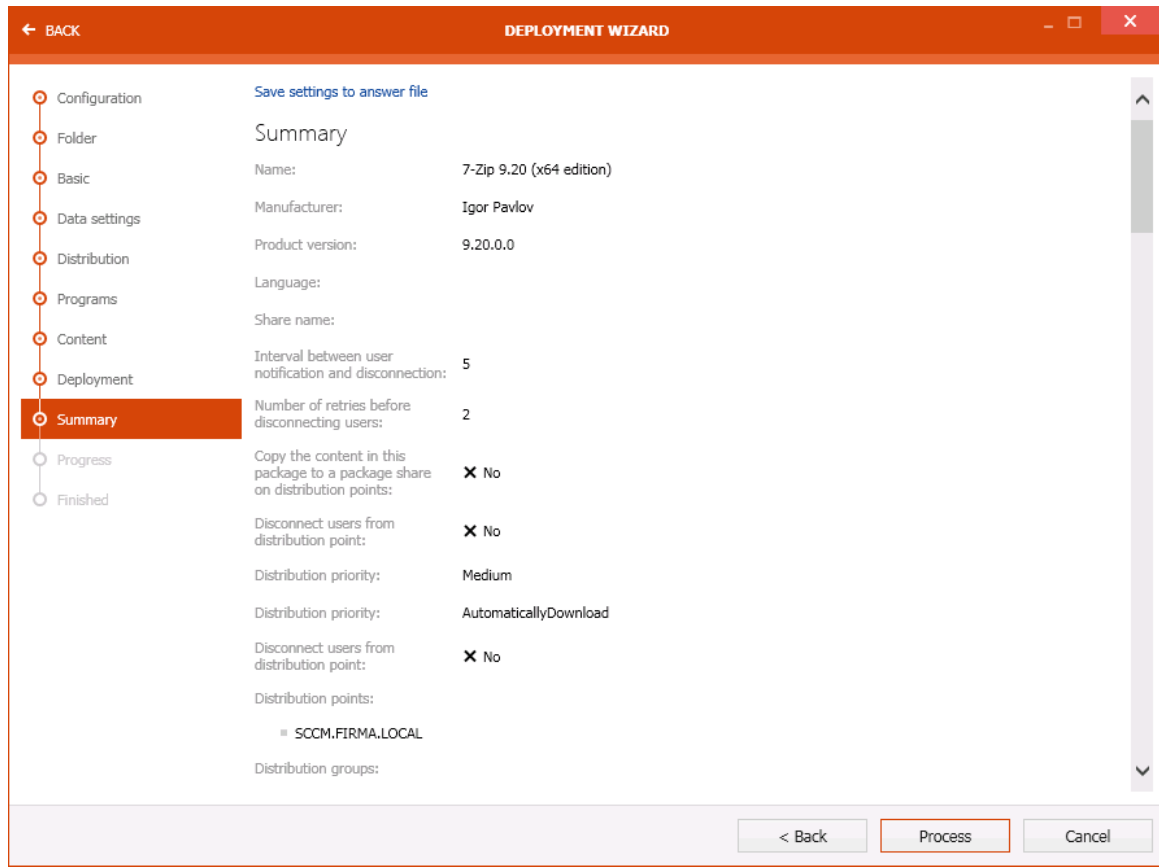 BACK
DEPLOYMENT WIZARD
Configuration
Folder
Basic
Data settings
Distribution
Programs
Content
Deployment
Summary
Progress
Finished
Save settings to answer file
Summary
Name: 7-Zip 9.20 (x64 edition)
Manufacturer: Igor Pavlov
Product version: 9.20.0.0
Language:
Share name:
Interval between user
notification and disconnection: 5
Number of retries before
disconnecting users: 2
Copy the content in this
package to a package share
on distribution points: No
Disconnect users from
distribution point: No
Distribution priority: Medium
Distribution priority: AutomaticallyDownload
Disconnect users from
distribution point: No
Distribution points:
SCCM.FIRMA.LOCAL
Distribution groups:
< Back
Process
Cancel